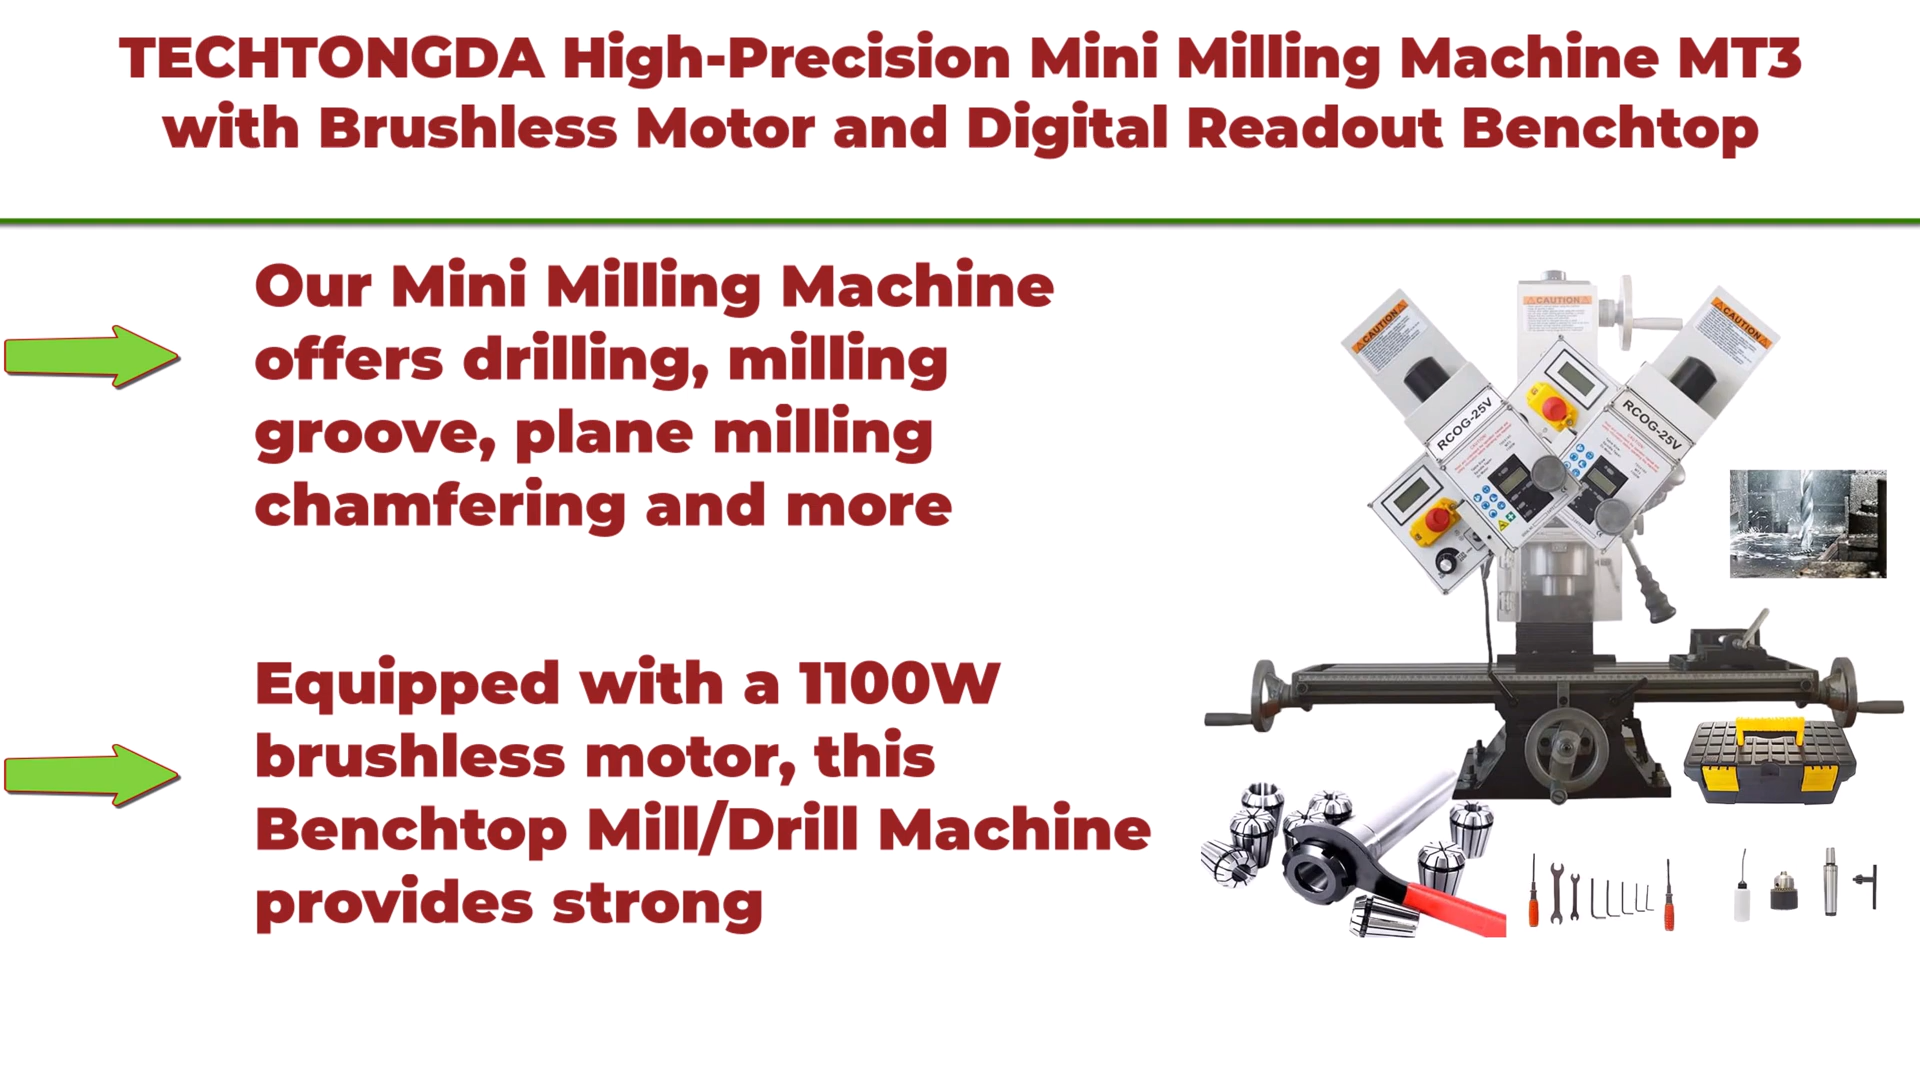 TECHTONGDA High-Precision Mini Milling Machine MT3
with Brushless Motor and Digital Readout Benchtop
Our Mini Milling Machine
offers drilling, milling
groove, plane milling
chamfering and more
Equipped with a 1100W
brushless motor, this
Benchtop Mill/Drill Machine
provides strong
CAUTION
CAUTION
CAUTION
RCOG-25V
RCOG-25V